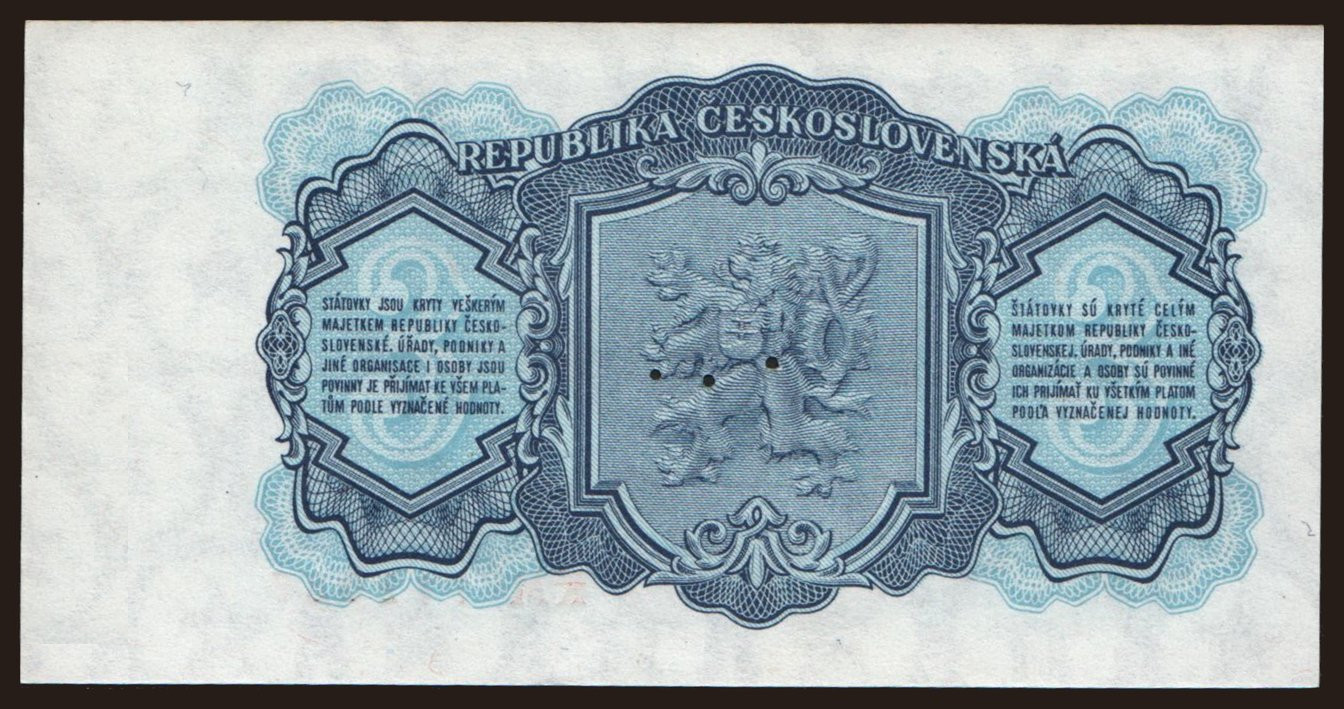 REPUBLIKA ČESKOSLOVENSKÁ
3
STÁTOVKY JSOU KRYTY VEŠKERÝM
MAJETKEM REPUBLIKY ČESKO-
SLOVENSKÉ. ÚŘADY, PODNIKY A
JINÉ ORGANISACE I OSOBY JSOU
POVINNY JE PŘIJÍMAT KE VŠEM PLA-
TŮM PODLE VYZNAČENÉ HODNOTY.
3
ŠTÁTOVKY SÚ KRYTÉ CELÝM
MAJETKOM REPUBLIKY ČESKO-
SLOVENSKEJ. ÚRADY, PODNIKY A INÉ
ORGANIZÁCIE A OSOBY SÚ POVINNÉ
ICH PRIJÍMAŤ KU VŠETKÝM PLATOM
PODĽA VYZNAČENEJ HODNOTY.